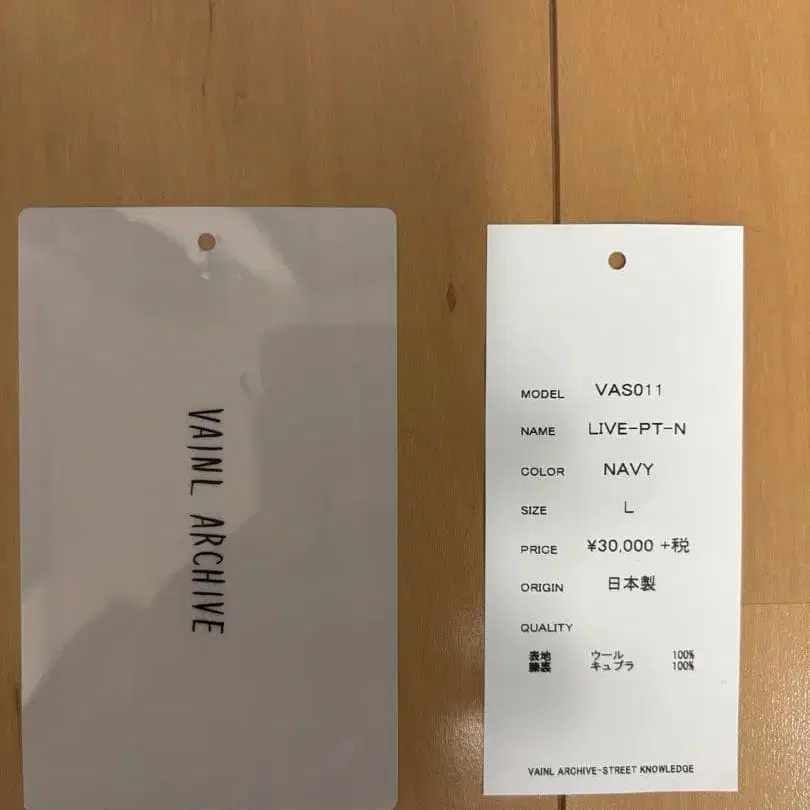 VAINL ARCHIVE
MODEL VAS011
NAME LIVE-PT-N
COLOR NAVY
SIZE L
PRICE ¥30,000 +税
ORIGIN 日本製
QUALITY
表地 ウール 100%
膝裏 キュプラ 100%
VAINL ARCHIVE-STREET KNOWLEDGE